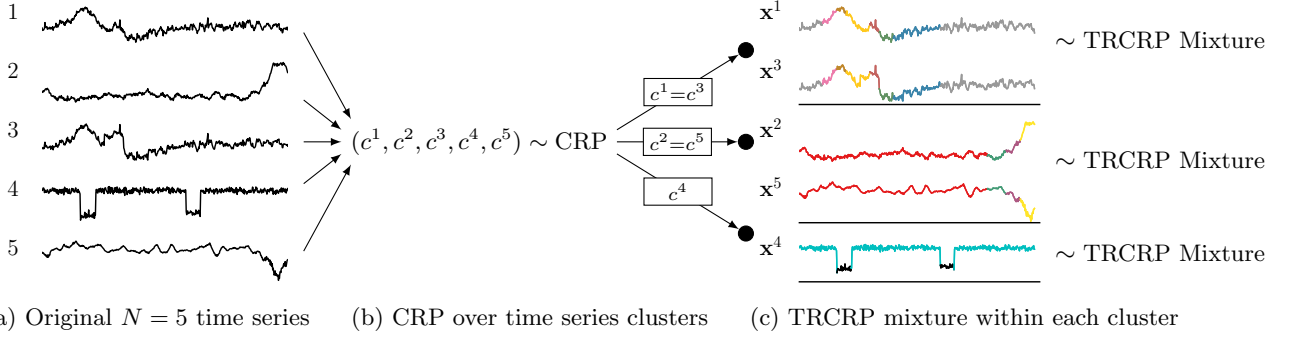 1
2
3
4
5
(c¹, c², c³, c⁴, c⁵) ∼ CRP
c¹=c³
c²=c⁵
c⁴
x¹
x³
∼ TRCRP Mixture
x²
x⁵
∼ TRCRP Mixture
x⁴
∼ TRCRP Mixture
a) Original N = 5 time series
(b) CRP over time series clusters
(c) TRCRP mixture within each cluster